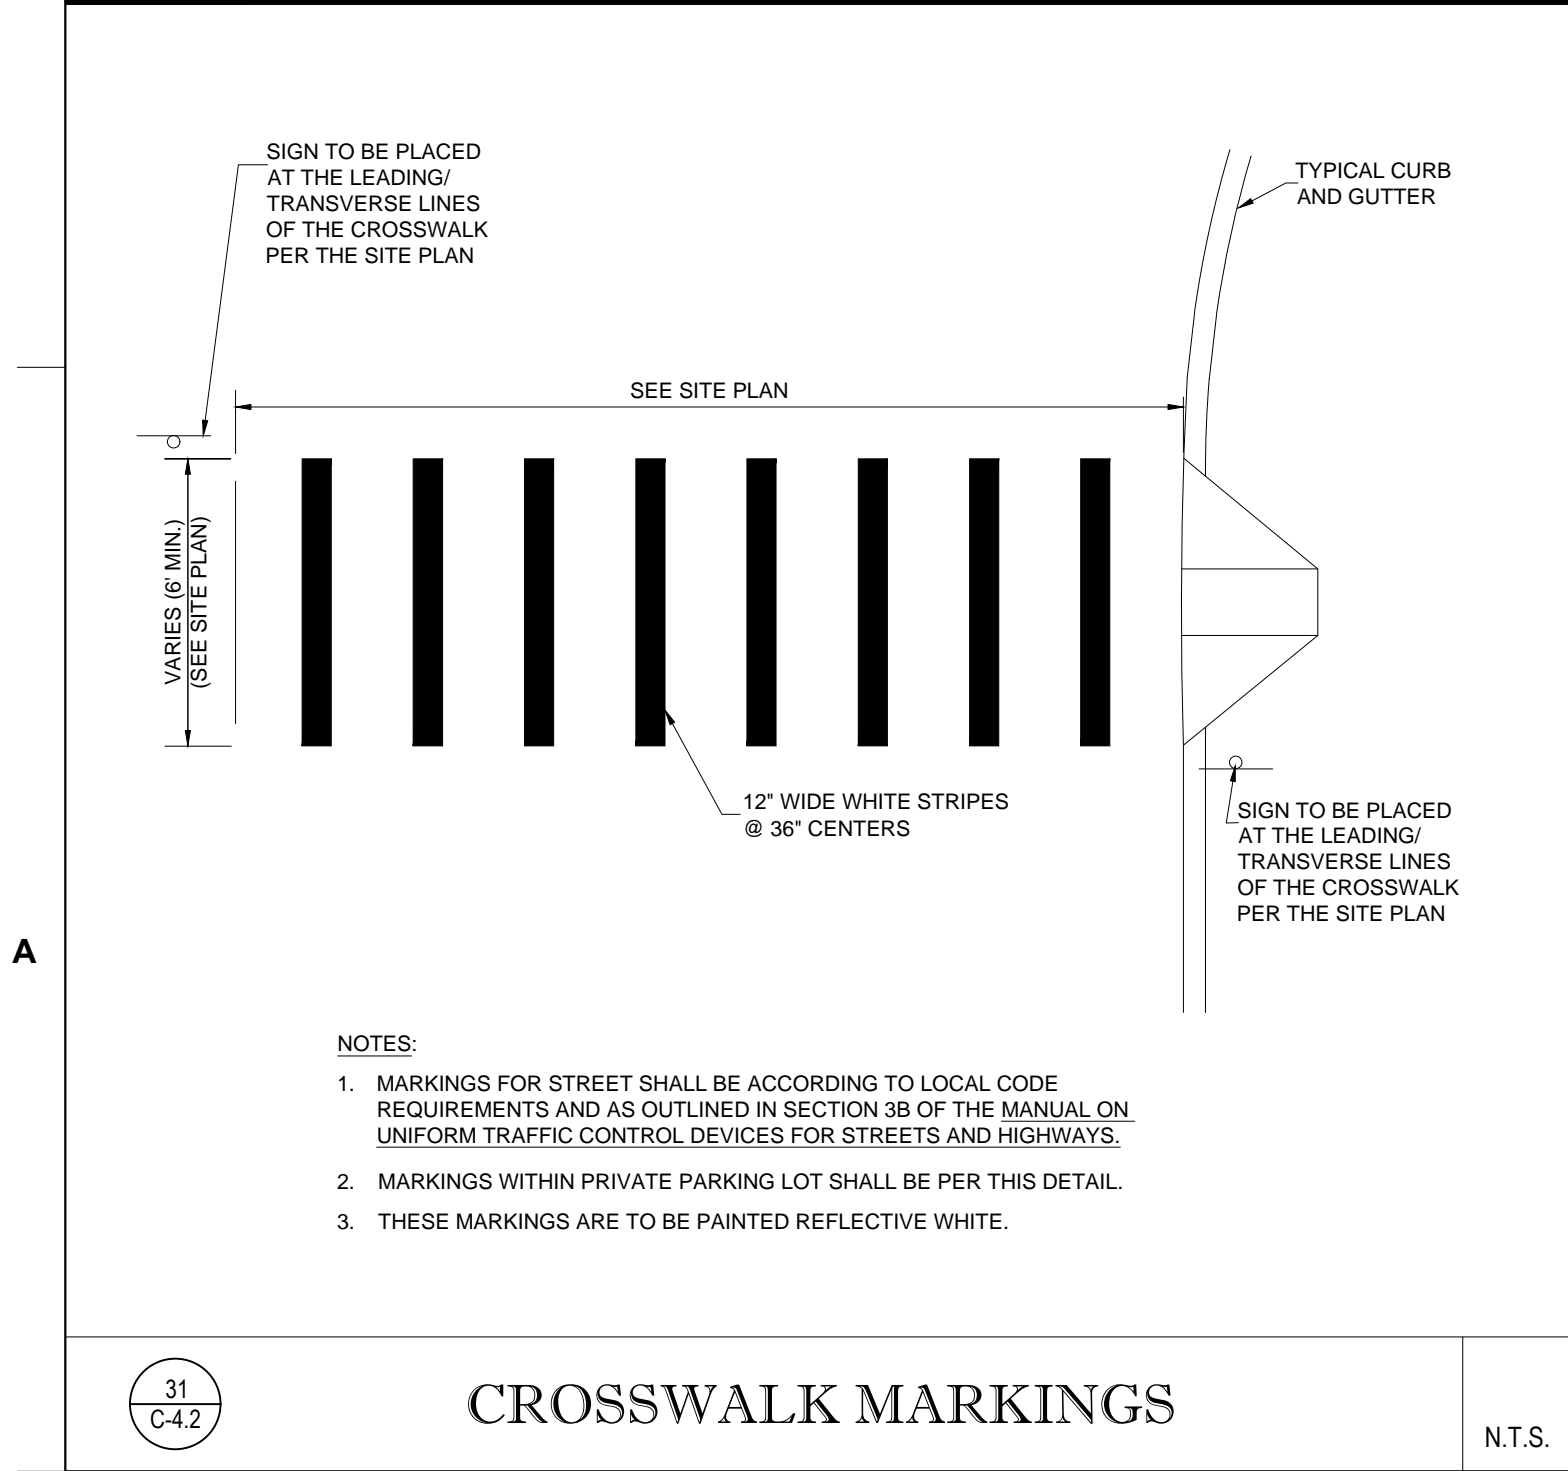 SIGN TO BE PLACED
AT THE LEADING/
TRANSVERSE LINES
OF THE CROSSWALK
PER THE SITE PLAN
TYPICAL CURB
AND GUTTER
SEE SITE PLAN
VARIES (6' MIN.)
(SEE SITE PLAN)
12" WIDE WHITE STRIPES
@ 36" CENTERS
SIGN TO BE PLACED
AT THE LEADING/
TRANSVERSE LINES
OF THE CROSSWALK
PER THE SITE PLAN
A
NOTES:
1. MARKINGS FOR STREET SHALL BE ACCORDING TO LOCAL CODE
REQUIREMENTS AND AS OUTLINED IN SECTION 3B OF THE MANUAL ON
UNIFORM TRAFFIC CONTROL DEVICES FOR STREETS AND HIGHWAYS.
2. MARKINGS WITHIN PRIVATE PARKING LOT SHALL BE PER THIS DETAIL.
3. THESE MARKINGS ARE TO BE PAINTED REFLECTIVE WHITE.
31
C-4.2
CROSSWALK MARKINGS
N.T.S.